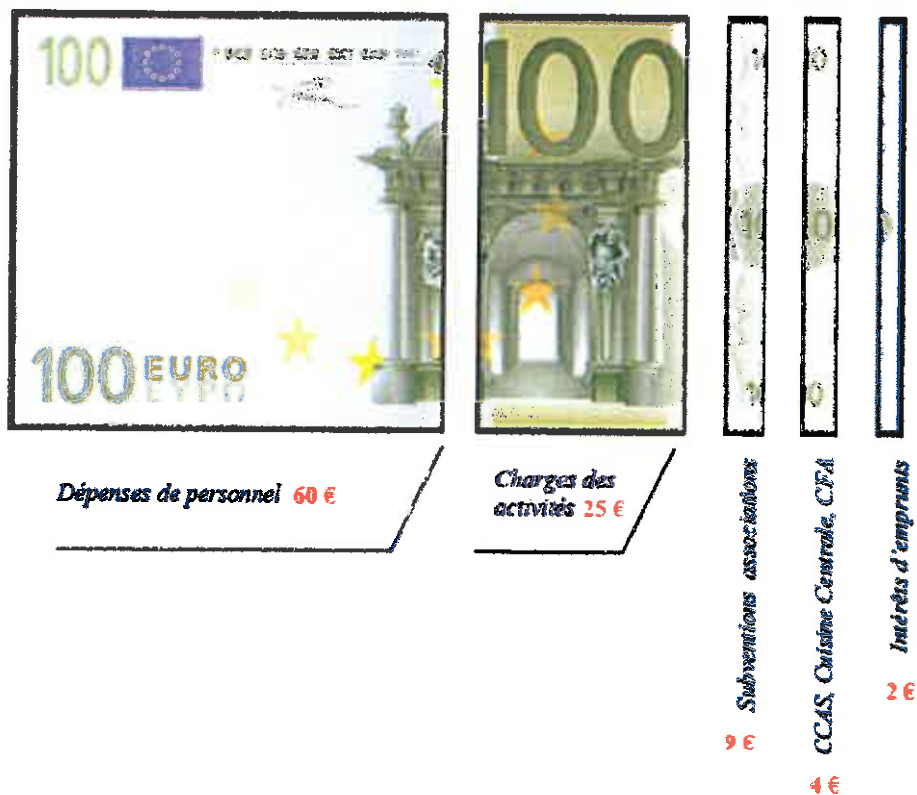 100
100
100 EURO
Dépenses de personnel 60 €
Charges des
activités 25 €
Subventions associations
9 €
CCAS, Cuisine Centrale, CFA
4 €
Intérêts d'emprunts
2 €